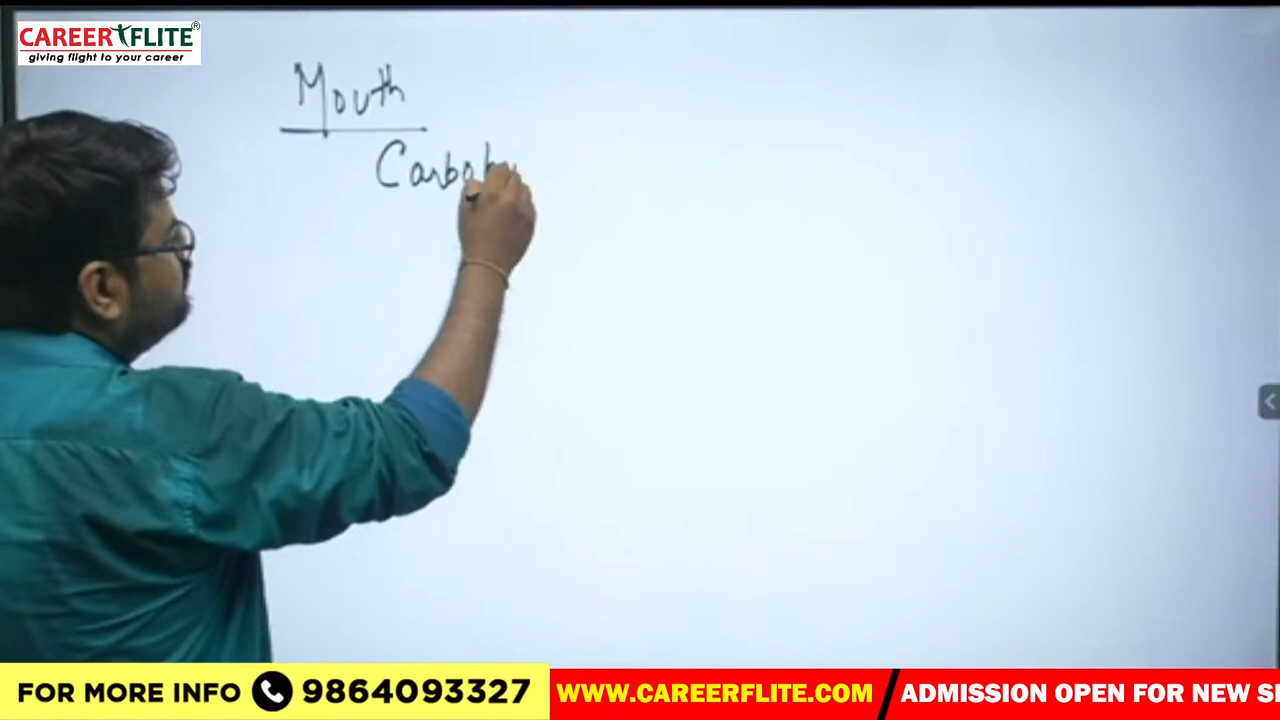 CAREER FLITE®
giving flight to your career
Mouth
Carboh
FOR MORE INFO 9864093327
WWW.CAREERFLITE.COM
ADMISSION OPEN FOR NEW